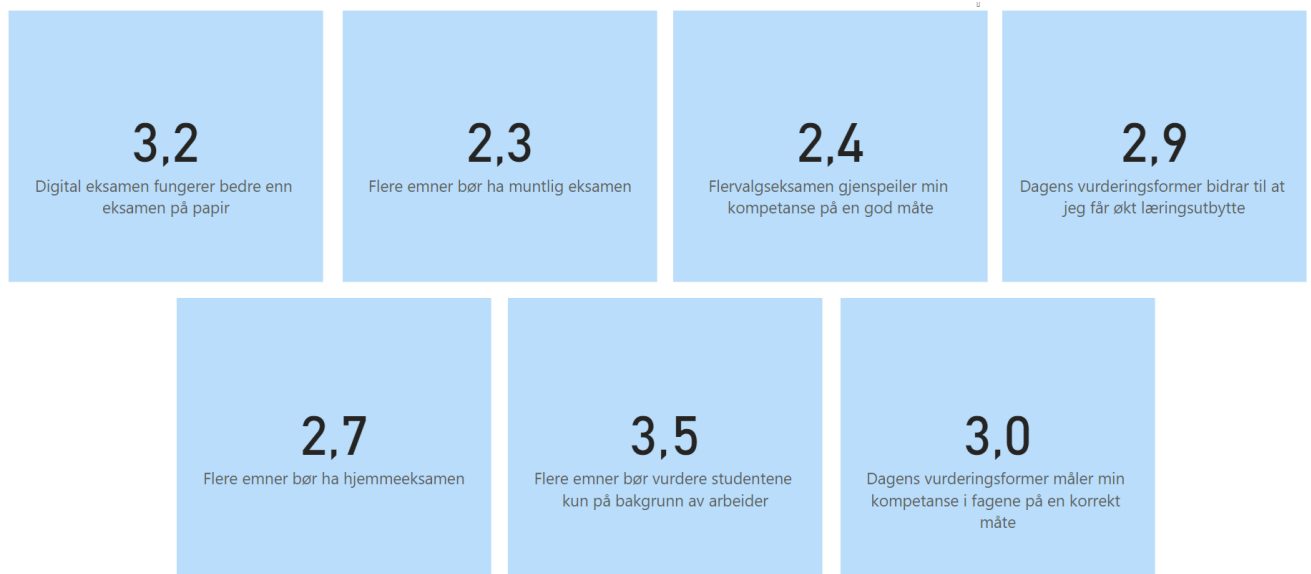 3,2
Digital eksamen fungerer bedre enn
eksamen på papir
2,3
Flere emner bør ha muntlig eksamen
2,4
Flervalgseksamen gjenspeiler min
kompetanse på en god måte
2,9
Dagens vurderingsformer bidrar til at
jeg får økt læringsutbytte
2,7
Flere emner bør ha hjemmeeksamen
3,5
Flere emner bør vurdere studentene
kun på bakgrunn av arbeider
3,0
Dagens vurderingsformer måler min
kompetanse i fagene på en korrekt
måte